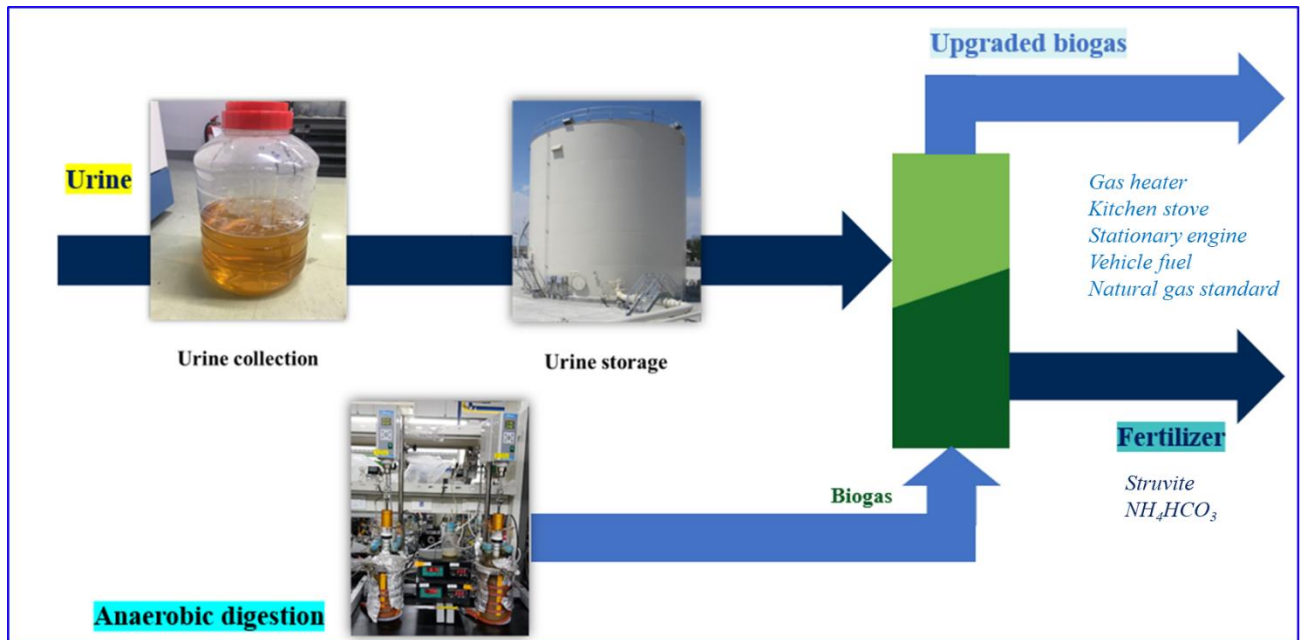 Upgraded biogas
Urine
Gas heater
Kitchen stove
Stationary engine
Vehicle fuel
Natural gas standard
Urine collection
Urine storage
Fertilizer
Struvite
NH₄HCO₃
Biogas
Anaerobic digestion